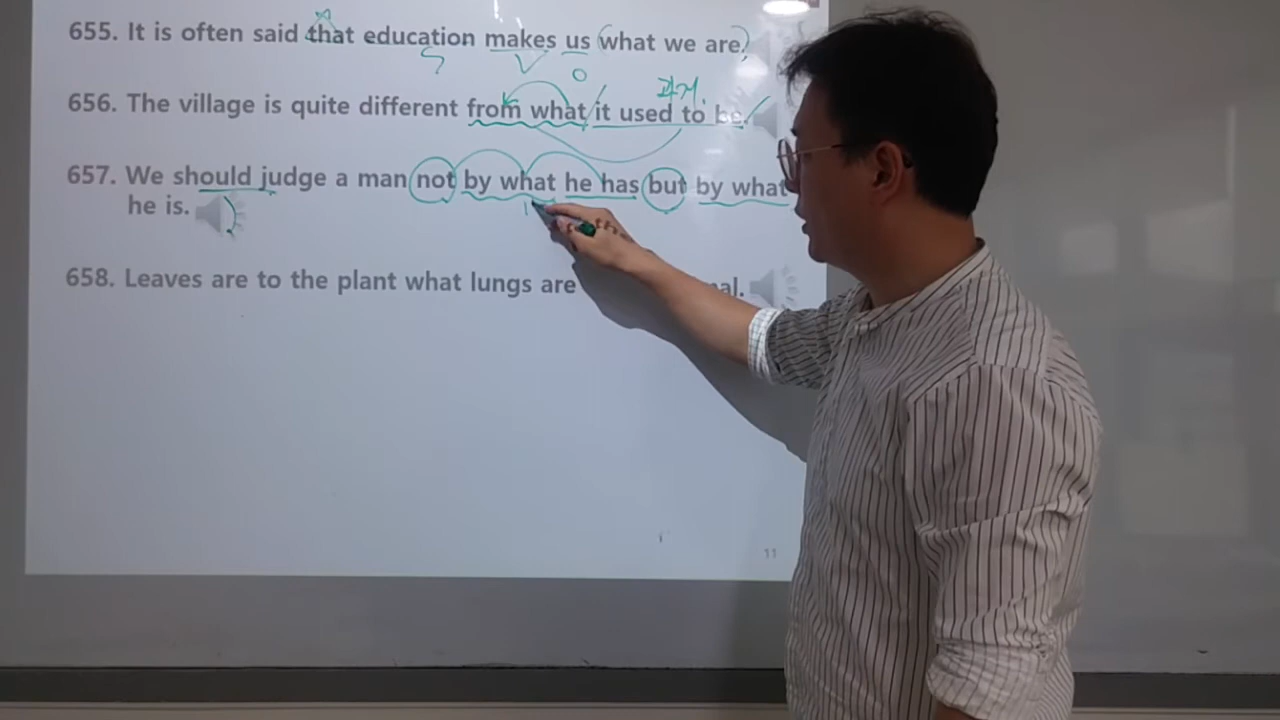 655. It is often said that education makes us what we are.
S V O
과거.
656. The village is quite different from what it used to be.
657. We should judge a man not by what he has but by what
he is.
658. Leaves are to the plant what lungs are al.
11